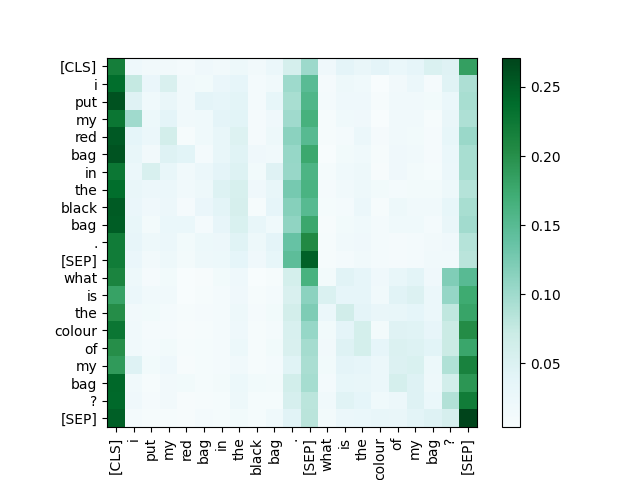 [CLS]
i
put
my
red
bag
in
the
black
bag
.
[SEP]
what
is
the
colour
of
my
bag
?
[SEP]
[CLS] i put my red bag in the black bag . [SEP] what is the colour of my bag ? [SEP]
0.25
0.20
0.15
0.10
0.05